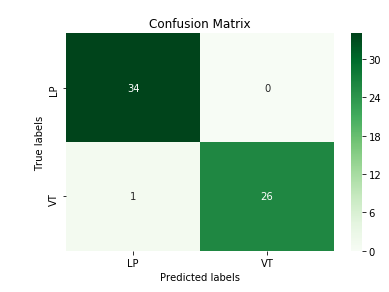 Confusion Matrix
True labels
LP
34
0
VT
1
26
LP
VT
Predicted labels
30
24
18
12
6
0